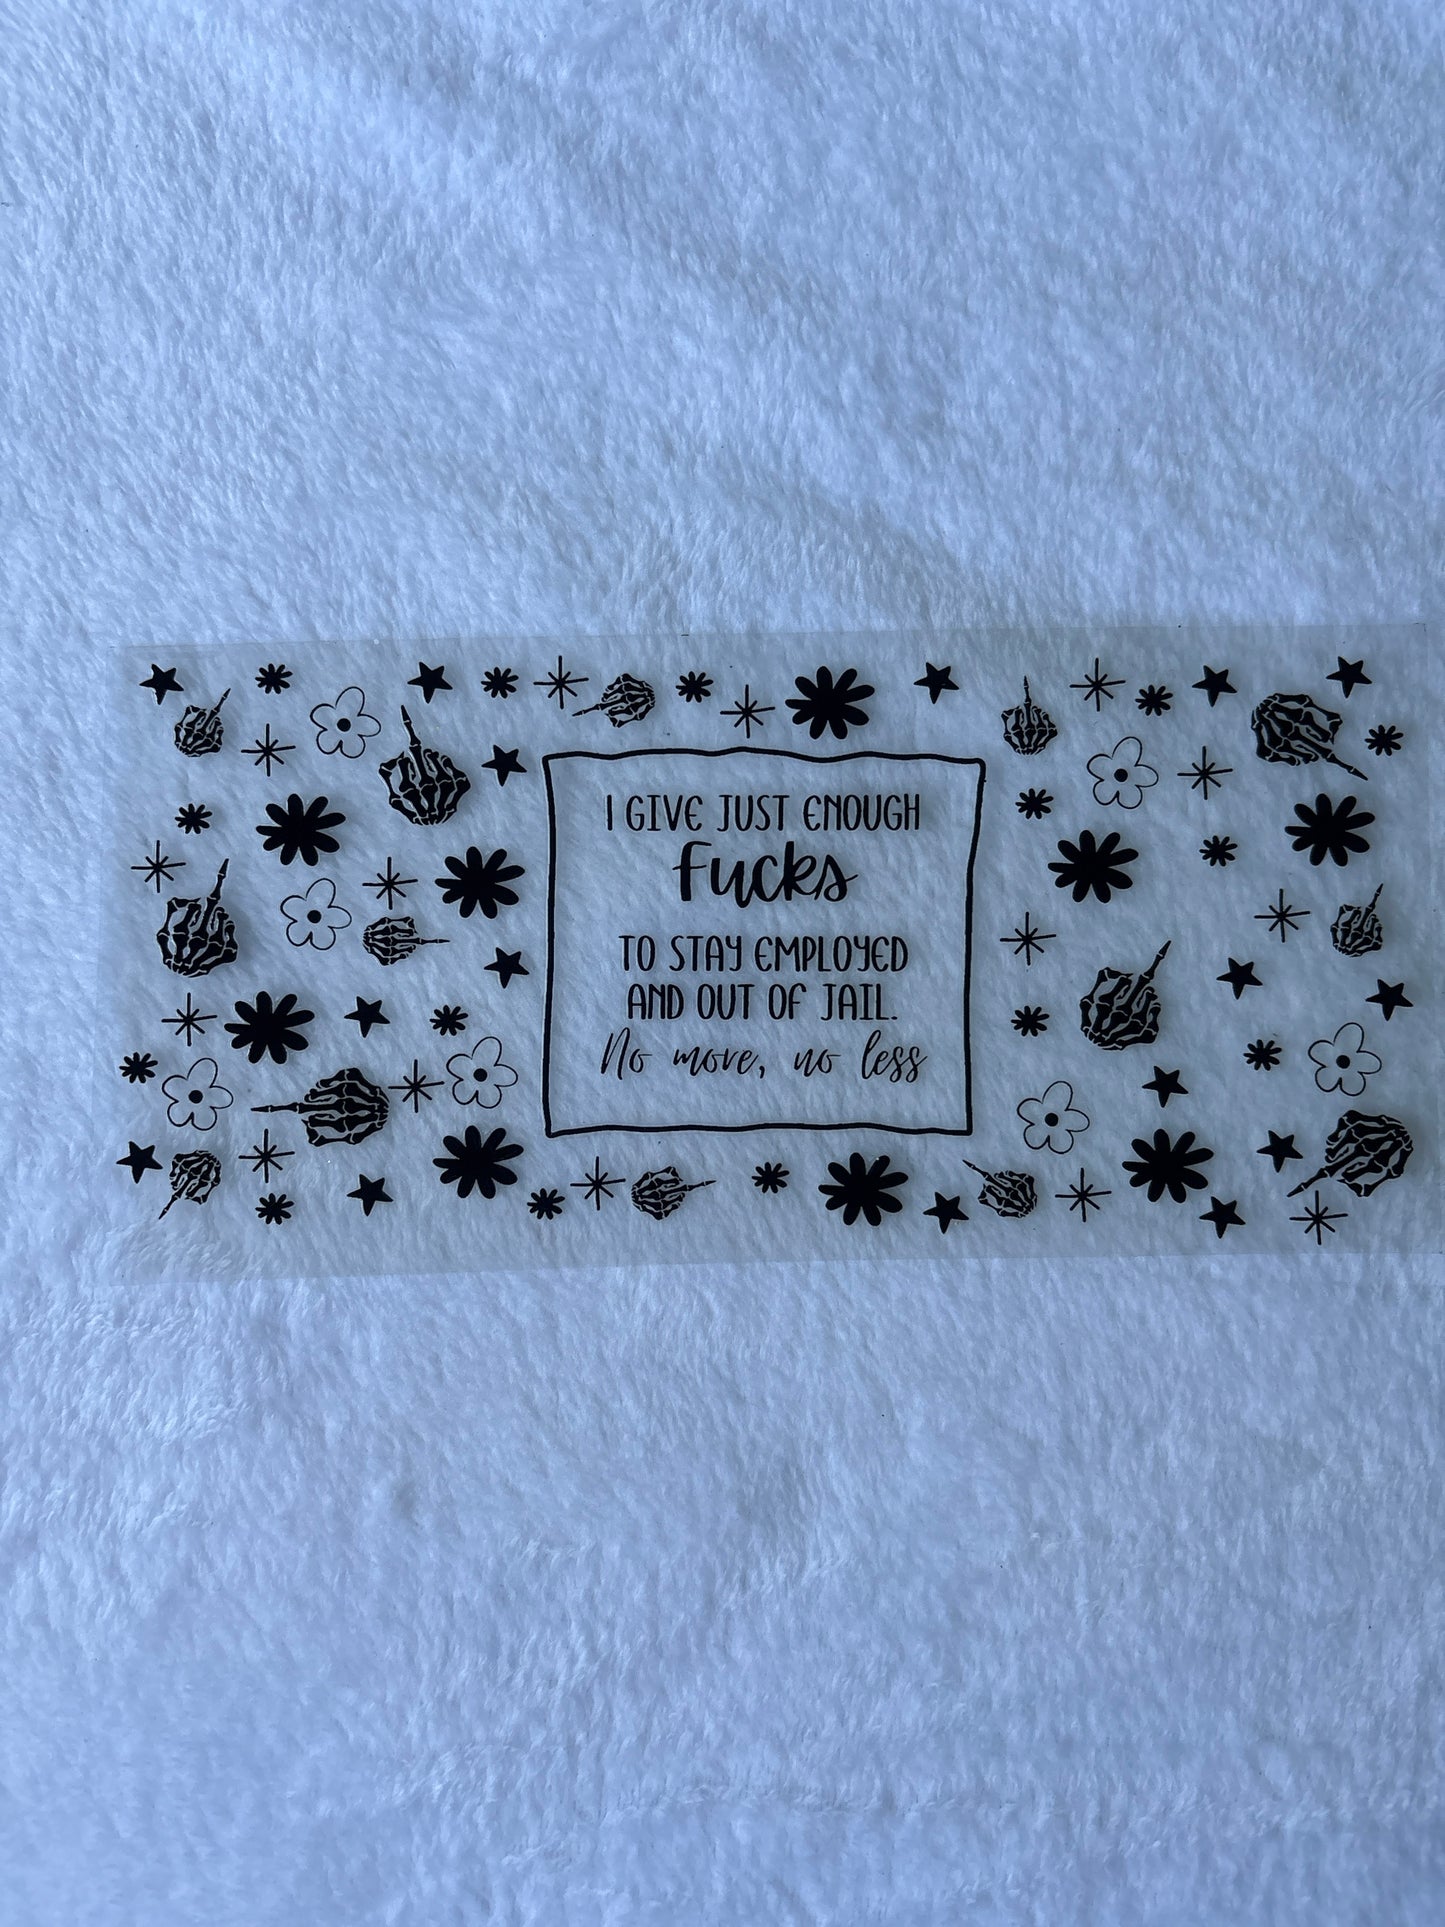 I GIVE JUST ENOUGH
Fucks
TO STAY EMPLOYED
AND OUT OF JAIL.
No more, no less